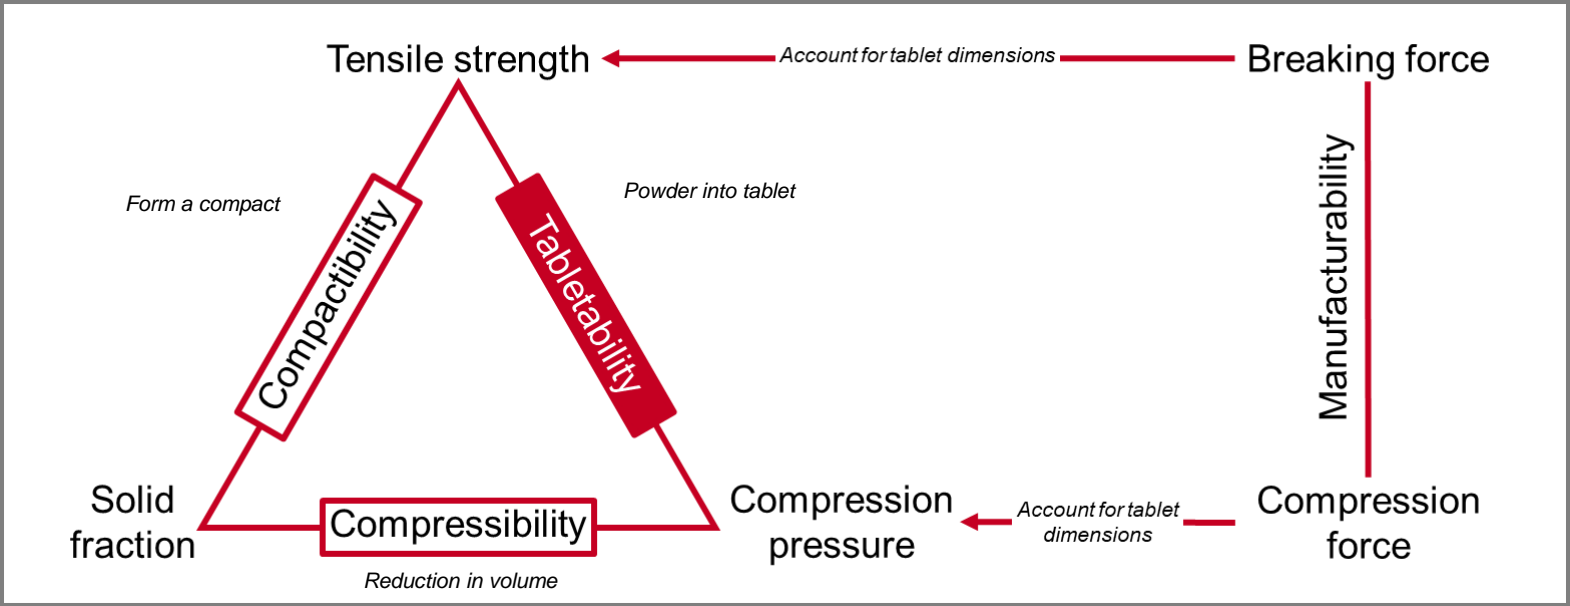 Tensile strength
Account for tablet dimensions
Breaking force
Form a compact
Powder into tablet
Compactibility
Tabletability
Manufacturability
Solid
fraction
Compressibility
Reduction in volume
Compression
pressure
Account for tablet
dimensions
Compression
force